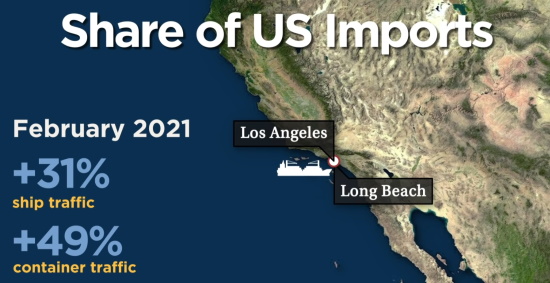 Share of US Imports
February 2021
+31%
ship traffic
+49%
container traffic
Los Angeles
Long Beach